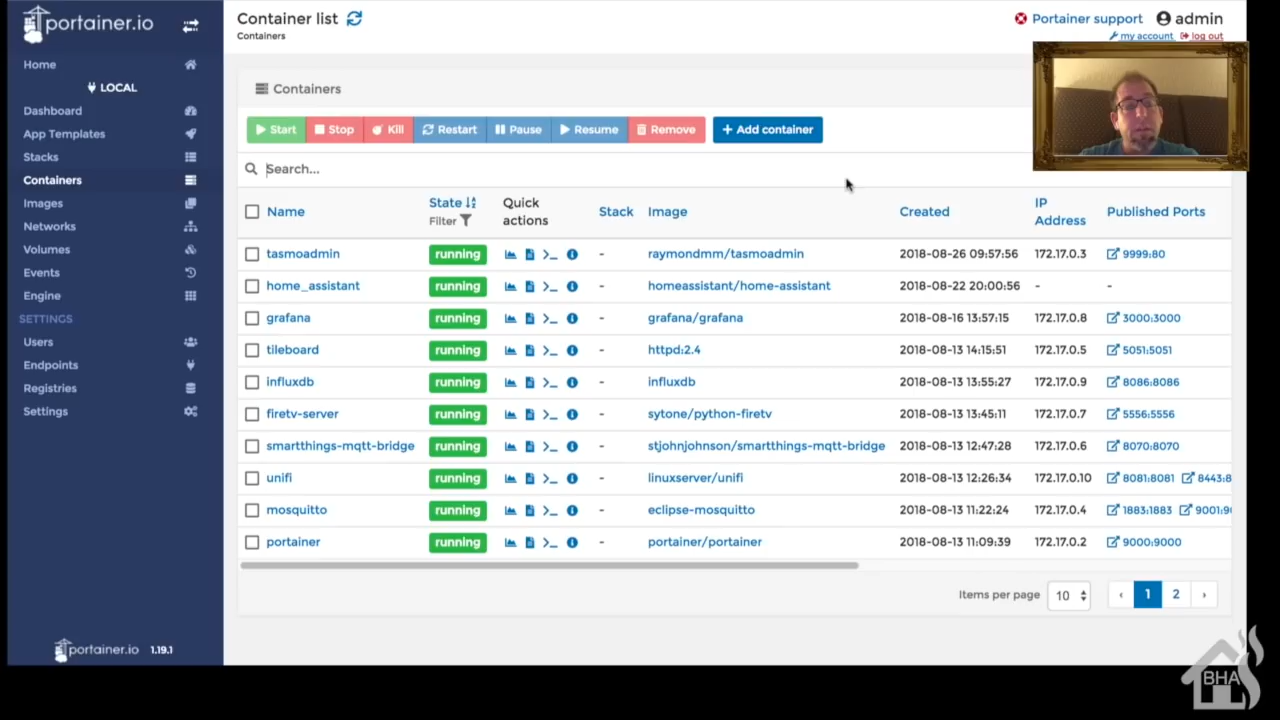 portainer.io
Container list
Containers
Portainer support
admin
my account
log out
Home
LOCAL
Dashboard
App Templates
Stacks
Containers
Images
Networks
Volumes
Events
Engine
SETTINGS
Users
Endpoints
Registries
Settings
portainer.io 1.19.1
Containers
Start Stop Kill Restart Pause Resume Remove + Add container
Search...
Name State Filter Quick actions Stack Image Created IP Address Published Ports
tasmoadmin running - raymondmm/tasmoadmin 2018-08-26 09:57:56 172.17.0.3 9999:80
home_assistant running - homeassistant/home-assistant 2018-08-22 20:00:56 - -
grafana running - grafana/grafana 2018-08-16 13:57:15 172.17.0.8 3000:3000
tileboard running - httpd:2.4 2018-08-13 14:15:51 172.17.0.5 5051:5051
influxdb running - influxdb 2018-08-13 13:55:27 172.17.0.9 8086:8086
firetv-server running - sytone/python-firetv 2018-08-13 13:45:11 172.17.0.7 5556:5556
smartthings-mqtt-bridge running - stjohnjohnson/smartthings-mqtt-bridge 2018-08-13 12:47:28 172.17.0.6 8070:8070
unifi running - linuxserver/unifi 2018-08-13 12:26:34 172.17.0.10 8081:8081 8443:8
mosquitto running - eclipse-mosquitto 2018-08-13 11:22:24 172.17.0.4 1883:1883 9001:9
portainer running - portainer/portainer 2018-08-13 11:09:39 172.17.0.2 9000:9000
Items per page 10 ‹ 1 2 ›
BHA